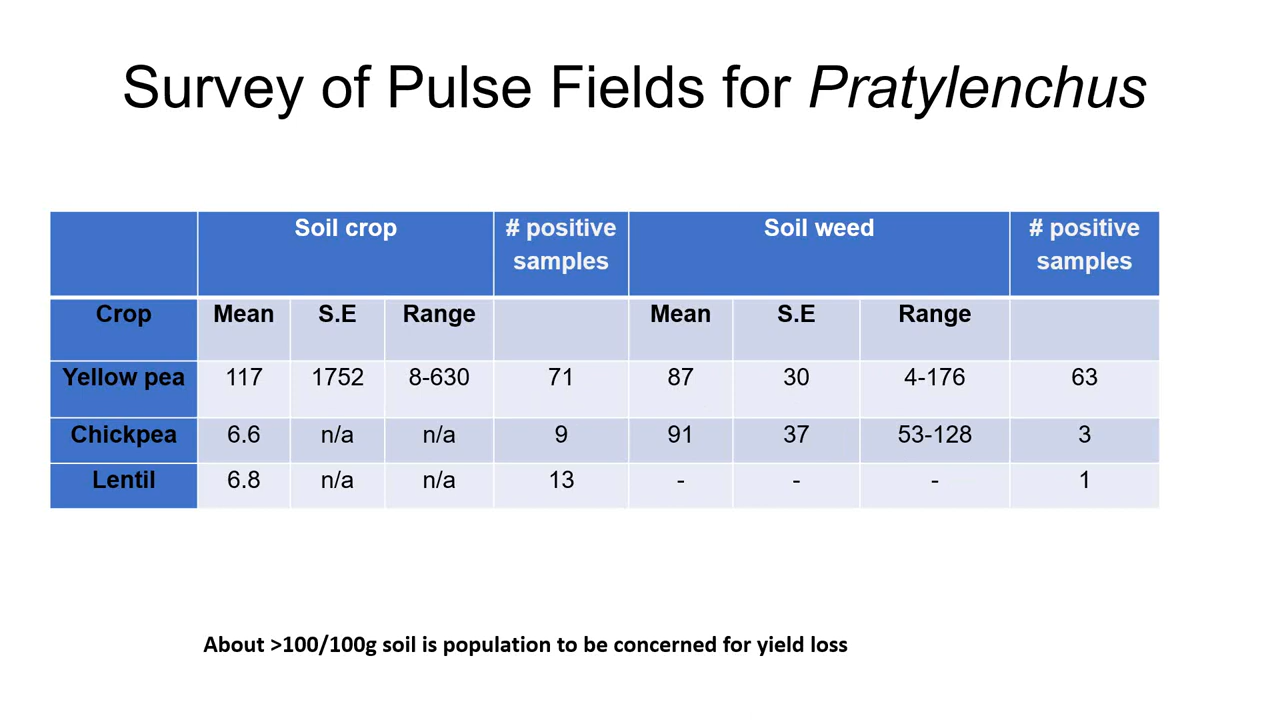 Survey of Pulse Fields for Pratylenchus
Soil crop # positive samples Soil weed # positive samples
Crop Mean S.E Range Mean S.E Range
Yellow pea 117 1752 8-630 71 87 30 4-176 63
Chickpea 6.6 n/a n/a 9 91 37 53-128 3
Lentil 6.8 n/a n/a 13 - - - 1
About >100/100g soil is population to be concerned for yield loss